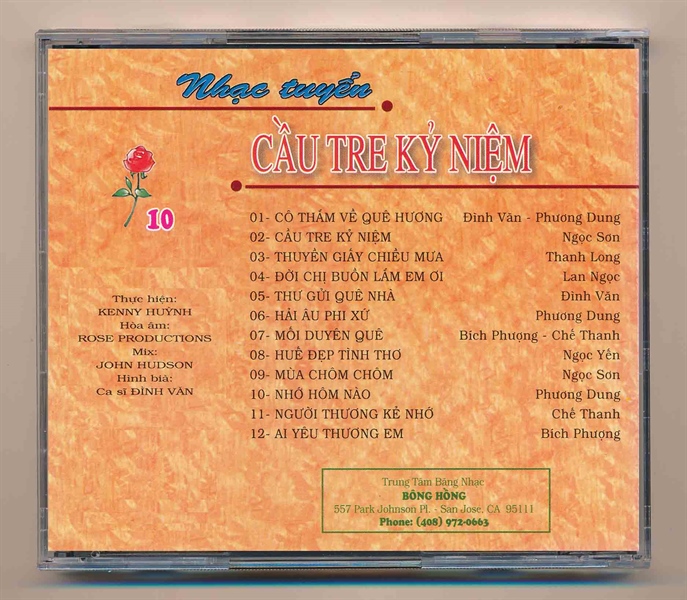 Nhạc tuyển
CẦU TRE KỶ NIỆM
10
01- CÔ THẮM VỀ QUÊ HƯƠNG Đình Văn - Phương Dung
02- CẦU TRE KỶ NIỆM Ngọc Sơn
03- THUYỀN GIẤY CHIỀU MƯA Thanh Long
04- ĐỜI CHỊ BUỒN LẮM EM ƠI Lan Ngọc
05- THƯ GỬI QUÊ NHÀ Đình Văn
06- HẢI ÂU PHI XỨ Phương Dung
07- MỐI DUYÊN QUÊ Bích Phượng - Chế Thanh
08- HUẾ ĐẸP TÌNH THƠ Ngọc Yến
09- MÙA CHÔM CHÔM Ngọc Sơn
10- NHỚ HÔM NÀO Phương Dung
11- NGƯỜI THƯƠNG KẺ NHỚ Chế Thanh
12- AI YÊU THƯƠNG EM Bích Phượng
Thực hiện:
KENNY HUỲNH
Hòa âm:
ROSE PRODUCTIONS
Mix:
JOHN HUDSON
Hình bìa:
Ca sĩ ĐÌNH VĂN
Trung Tâm Băng Nhạc
BÔNG HỒNG
557 Park Johnson Pl. - San Jose, CA 95111
Phone: (408) 972-0663